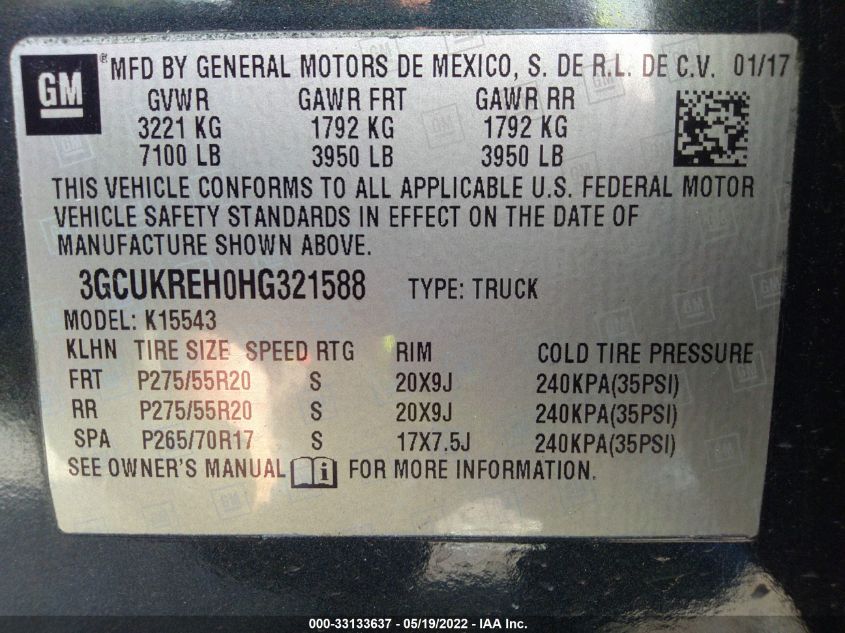 GM ® MFD BY GENERAL MOTORS DE MEXICO, S. DE R.L. DE C.V. 01/17
GVWR GAWR FRT GAWR RR
3221 KG 1792 KG 1792 KG
7100 LB 3950 LB 3950 LB
THIS VEHICLE CONFORMS TO ALL APPLICABLE U.S. FEDERAL MOTOR
VEHICLE SAFETY STANDARDS IN EFFECT ON THE DATE OF
MANUFACTURE SHOWN ABOVE.
3GCUKREH0HG321588 TYPE: TRUCK
MODEL: K15543
KLHN TIRE SIZE SPEED RTG RIM COLD TIRE PRESSURE
FRT P275/55R20 S 20X9J 240KPA(35PSI)
RR P275/55R20 S 20X9J 240KPA(35PSI)
SPA P265/70R17 S 17X7.5J 240KPA(35PSI)
SEE OWNER'S MANUAL i FOR MORE INFORMATION.
000-33133637 - 05/19/2022 - IAA Inc.